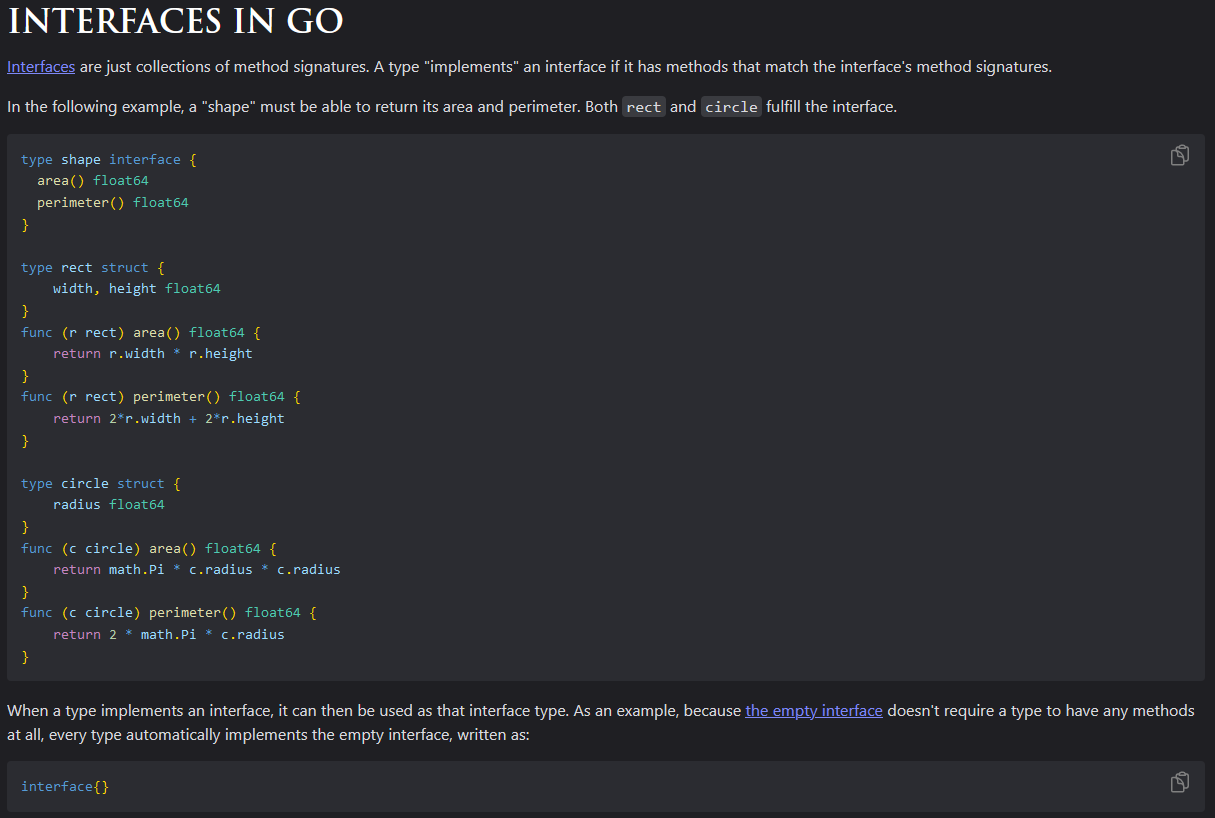 INTERFACES IN GO
Interfaces are just collections of method signatures. A type "implements" an interface if it has methods that match the interface's method signatures.
In the following example, a "shape" must be able to return its area and perimeter. Both rect and circle fulfill the interface.
type shape interface {
  area() float64
  perimeter() float64
}
type rect struct {
    width, height float64
}
func (r rect) area() float64 {
    return r.width * r.height
}
func (r rect) perimeter() float64 {
    return 2*r.width + 2*r.height
}
type circle struct {
    radius float64
}
func (c circle) area() float64 {
    return math.Pi * c.radius * c.radius
}
func (c circle) perimeter() float64 {
    return 2 * math.Pi * c.radius
}
When a type implements an interface, it can then be used as that interface type. As an example, because the empty interface doesn't require a type to have any methods
at all, every type automatically implements the empty interface, written as:
interface{}